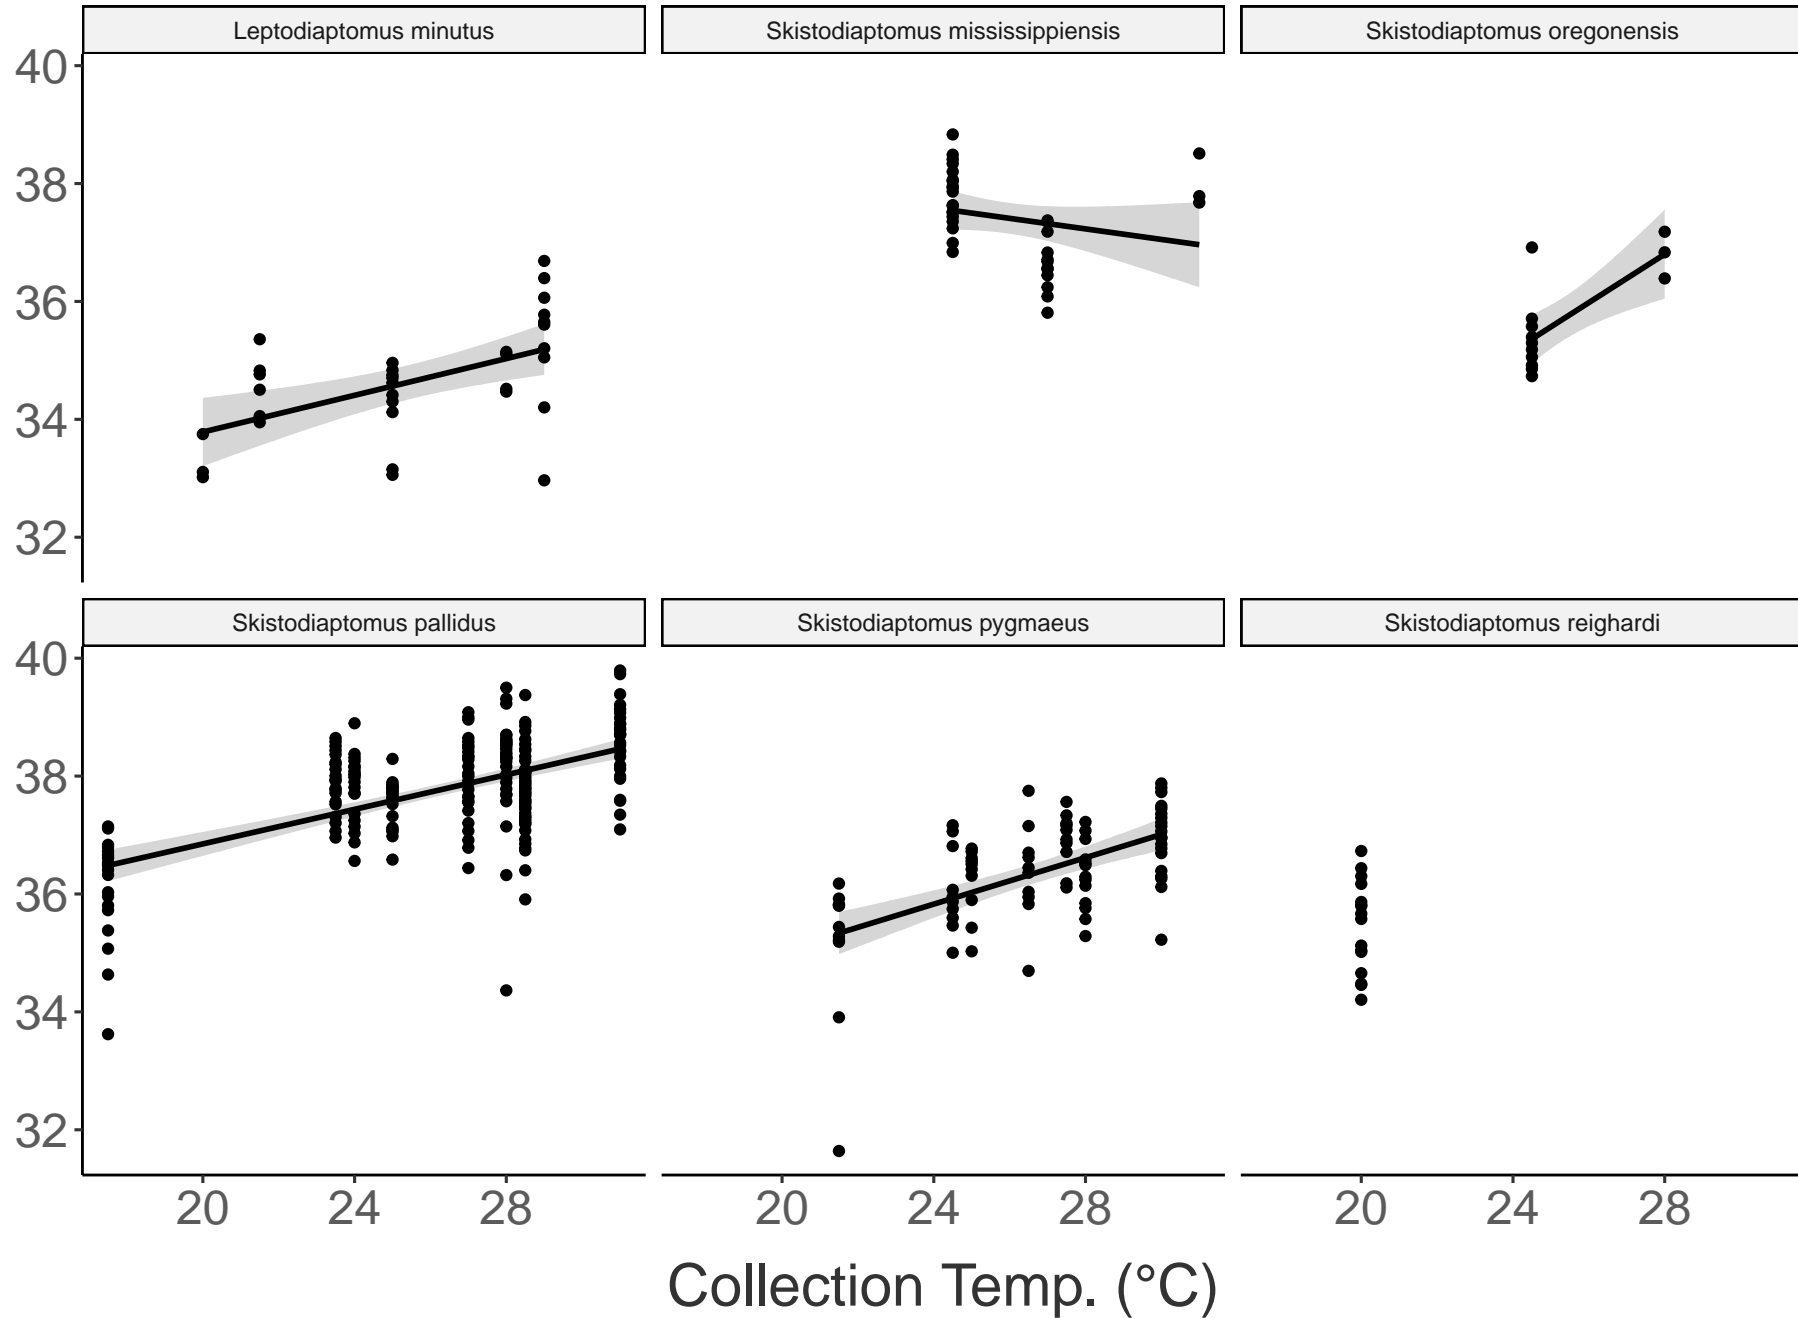 Leptodiaptomus minutus Skistodiaptomus mississippiensis Skistodiaptomus oregonensis
40
38
36
34
32
Skistodiaptomus pallidus Skistodiaptomus pygmaeus Skistodiaptomus reighardi
40
38
36
34
32
20 24 28 20 24 28 20 24 28
Collection Temp. (°C)